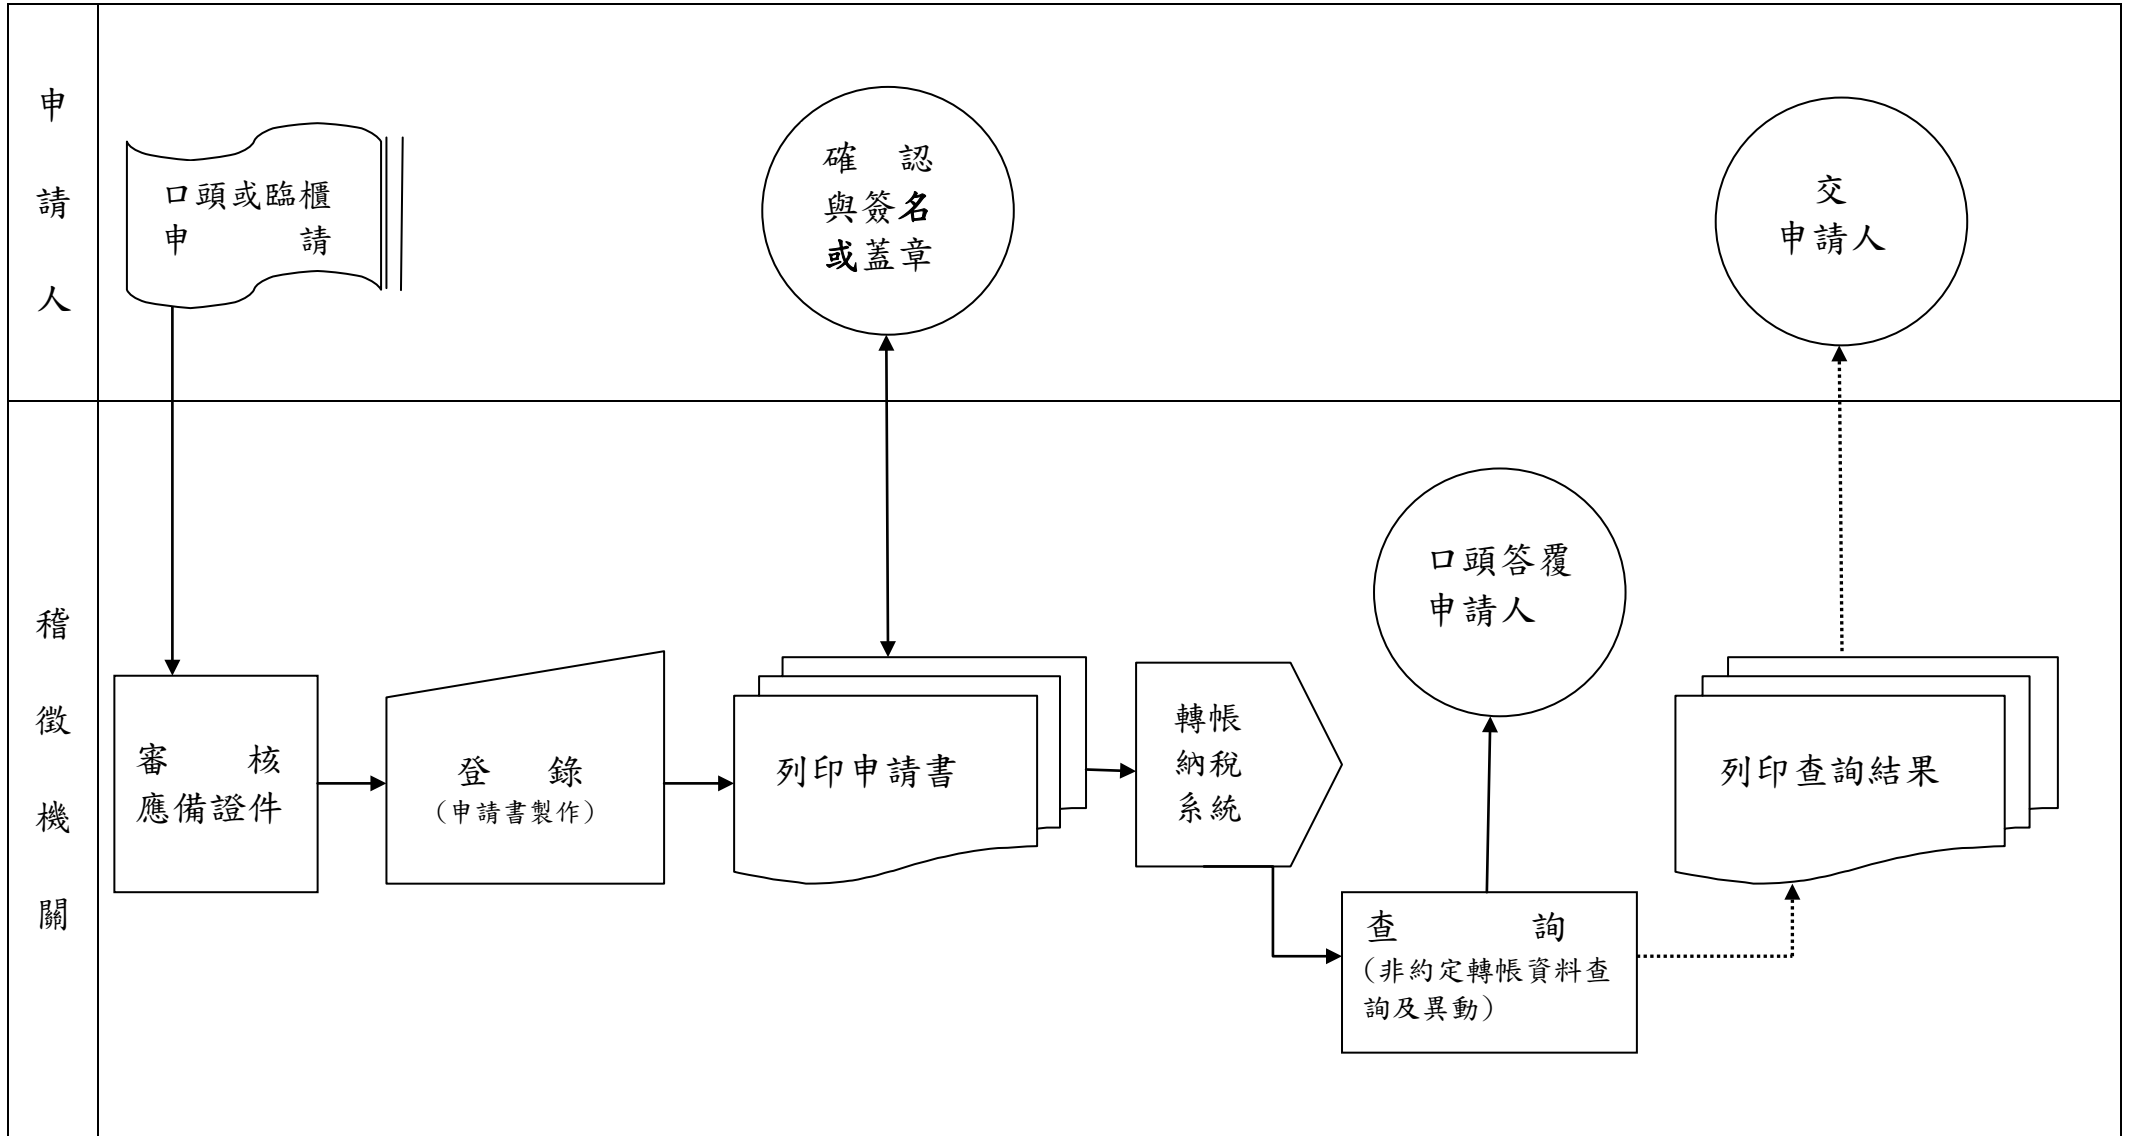 申
請
人
口頭或臨櫃
申　　　請
確　認
與簽名
或蓋章
交
申請人
稽
徵
機
關
審　　核
應備證件
登　錄
（申請書製作）
列印申請書
轉帳
納稅
系統
口頭答覆
申請人
查　　　詢
（非約定轉帳資料查
詢及異動）
列印查詢結果